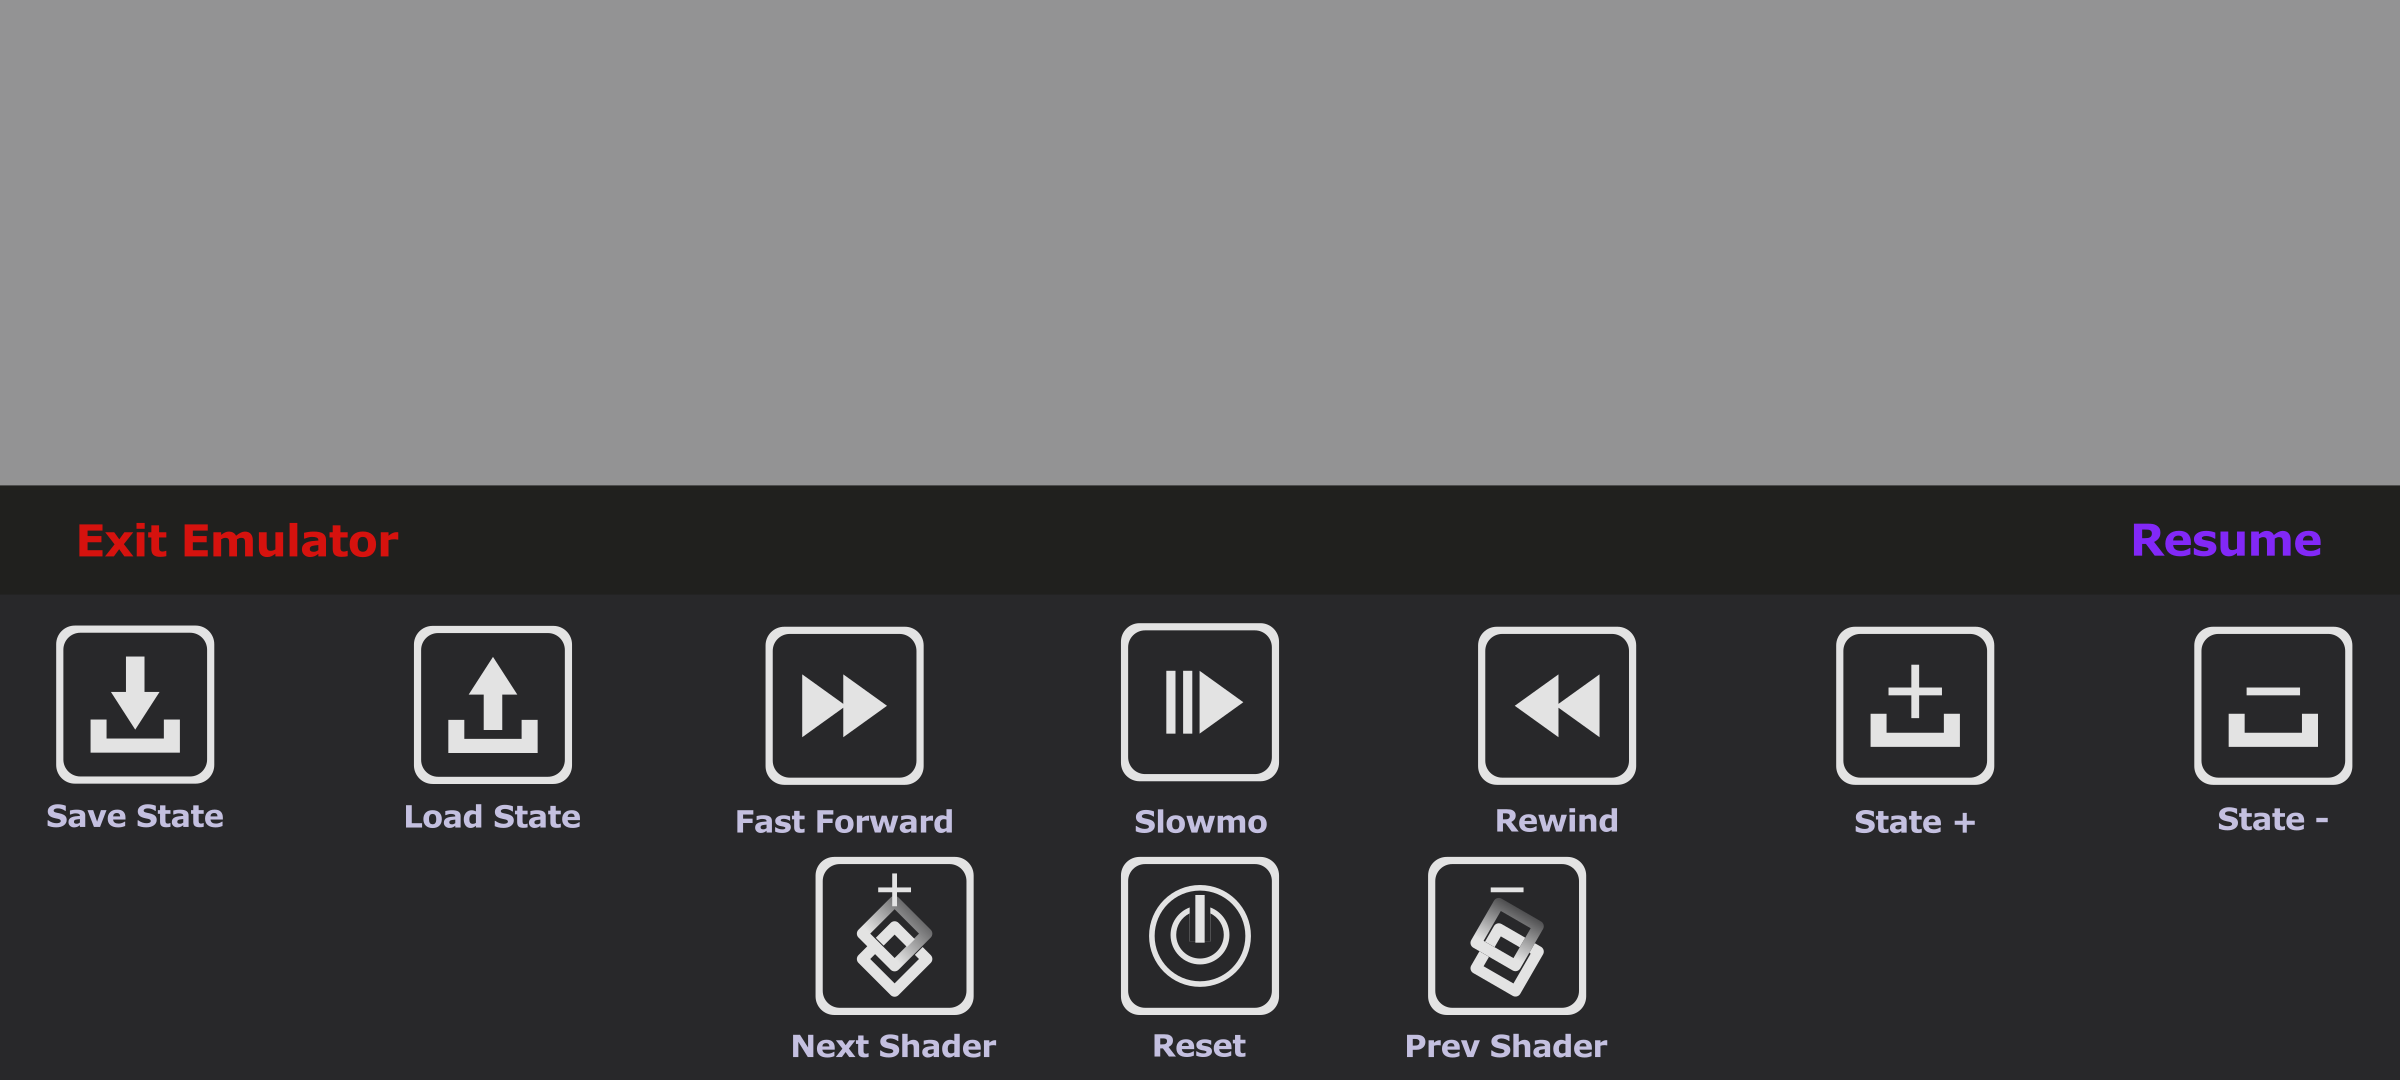 Exit Emulator
Resume
Save State
Load State
Fast Forward
Slowmo
Rewind
State +
State -
Next Shader
Reset
Prev Shader